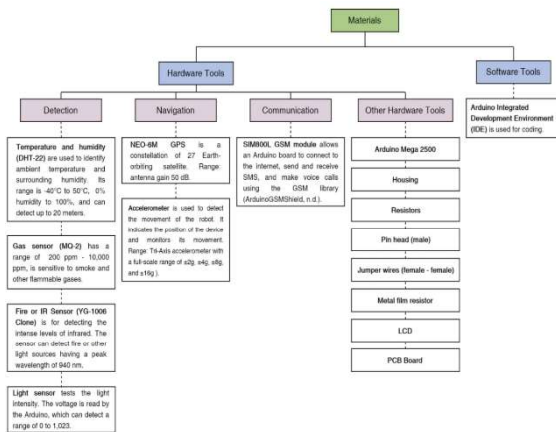 Materials
Hardware Tools
Software Tools
Detection
Navigation
Communication
Other Hardware Tools
Arduino Integrated
Development Environment
(IDE) is used for coding.
Temperature and humidity
(DHT-22) are used to identify
ambient temperature and
surrounding humidity. Its
range is -40°C to 50°C, 0%
humidity to 100%, and can
detect up to 20 meters.
Gas sensor (MQ-2) has a
range of 200 ppm - 10,000
ppm, is sensitive to smoke and
other flammable gases.
Fire or IR Sensor (YG-1006
Clone) is for detecting the
intense levels of infrared. The
sensor can detect fire or other
light sources having a peak
wavelength of 940 nm.
Light sensor tests the light
intensity. The voltage is read by
the Arduino, which can detect a
range of 0 to 1,023.
NEO-6M GPS is a
constellation of 27 Earth-
orbiting satellite. Range:
antenna gain 50 dB.
Accelerometer is used to detect
the movement of the robot. It
indicates the position of the device
and monitors its movement.
Range: Tri-Axis accelerometer with
a full-scale range of ±2g, ±4g, ±8g,
and ±16g ).
SIM800L GSM module allows
an Arduino board to connect to
the internet, send and receive
SMS, and make voice calls
using the GSM library
(ArduinoGSMShield, n.d.).
Arduino Mega 2500
Housing
Resistors
Pin head (male)
Jumper wires (female - female)
Metal film resistor
LCD
PCB Board